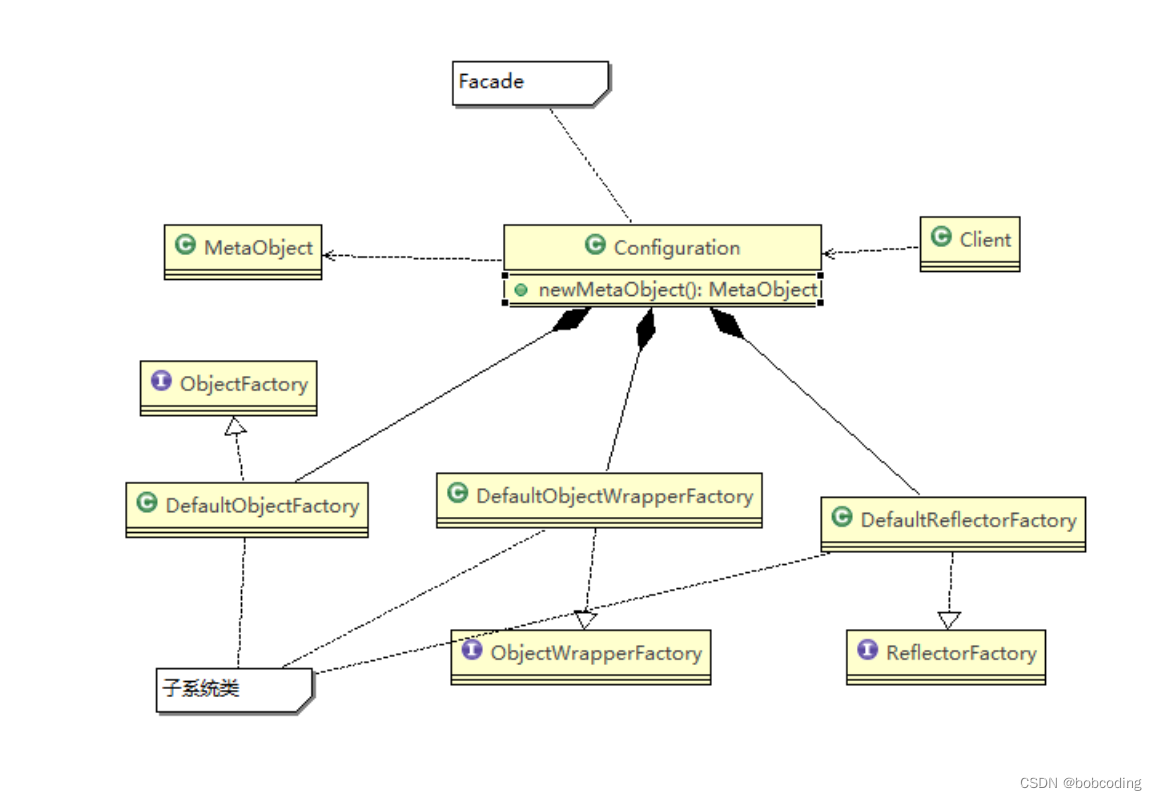 Facade
MetaObject
Configuration
Client
newMetaObject(): MetaObject
ObjectFactory
DefaultObjectFactory
DefaultObjectWrapperFactory
DefaultReflectorFactory
ObjectWrapperFactory
ReflectorFactory
子系统类
CSDN @bobcoding